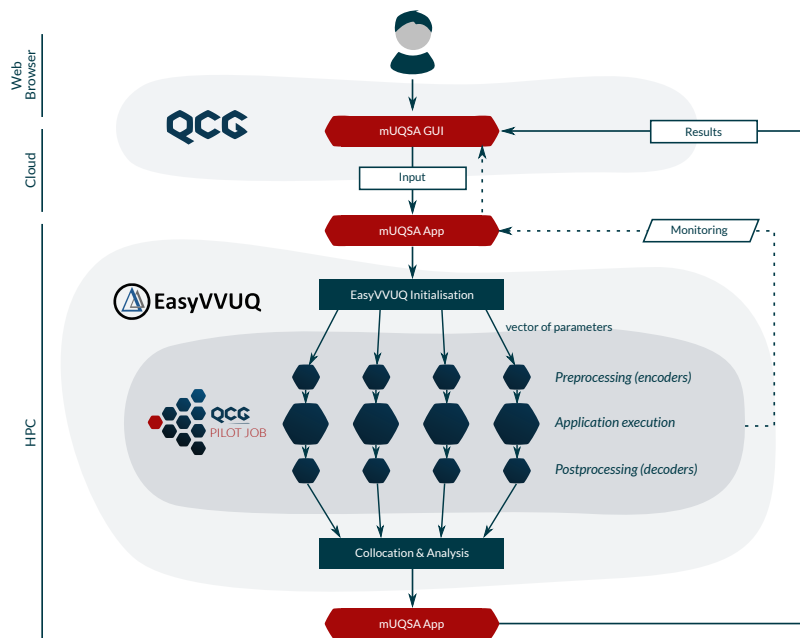 Web
Browser
QCG
mUQSA GUI
Results
Cloud
Input
mUQSA App
Monitoring
EasyVVUQ Initialisation
EasyVVUQ
vector of parameters
Preprocessing (encoders)
QCG
PILOT JOB
Application execution
HPC
Postprocessing (decoders)
Collocation & Analysis
mUQSA App